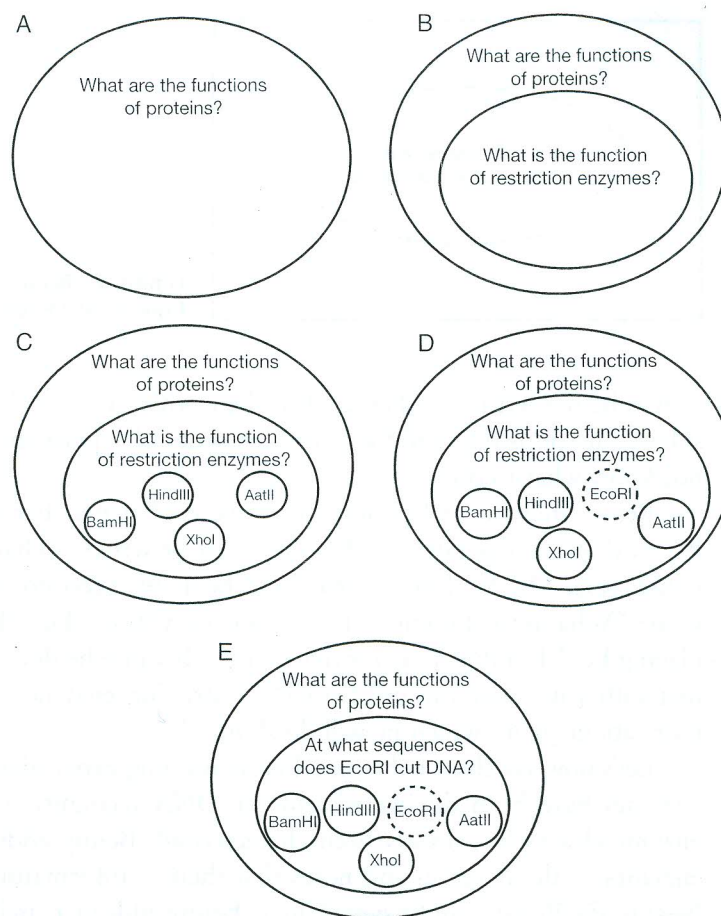 A
What are the functions
of proteins?
B
What are the functions
of proteins?
What is the function
of restriction enzymes?
C
What are the functions
of proteins?
What is the function
of restriction enzymes?
HindIII
AatII
BamHI
XhoI
D
What are the functions
of proteins?
What is the function
of restriction enzymes?
EcoRI
HindIII
BamHI
AatII
XhoI
E
What are the functions
of proteins?
At what sequences
does EcoRI cut DNA?
HindIII
EcoRI
AatII
BamHI
XhoI